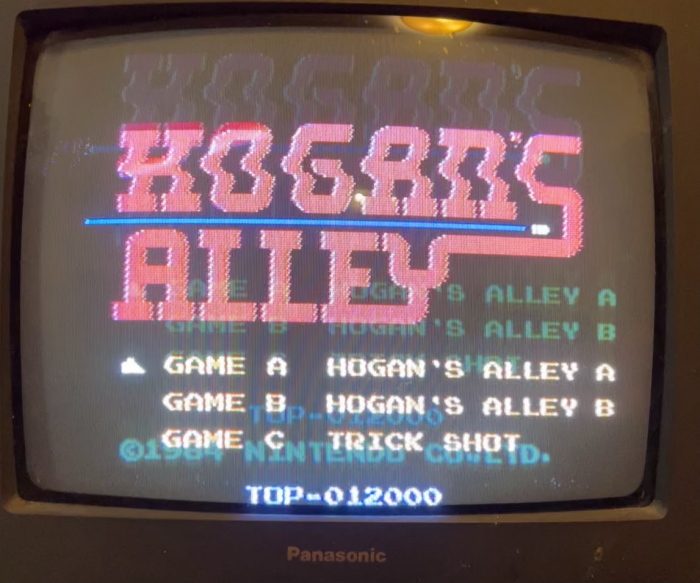 HOGAN'S
ALLEY
GAME A HOGAN'S ALLEY A
GAME B HOGAN'S ALLEY B
GAME C TRICK SHOT
©1984 NINTENDO CO.,LTD.
TOP-012000
Panasonic